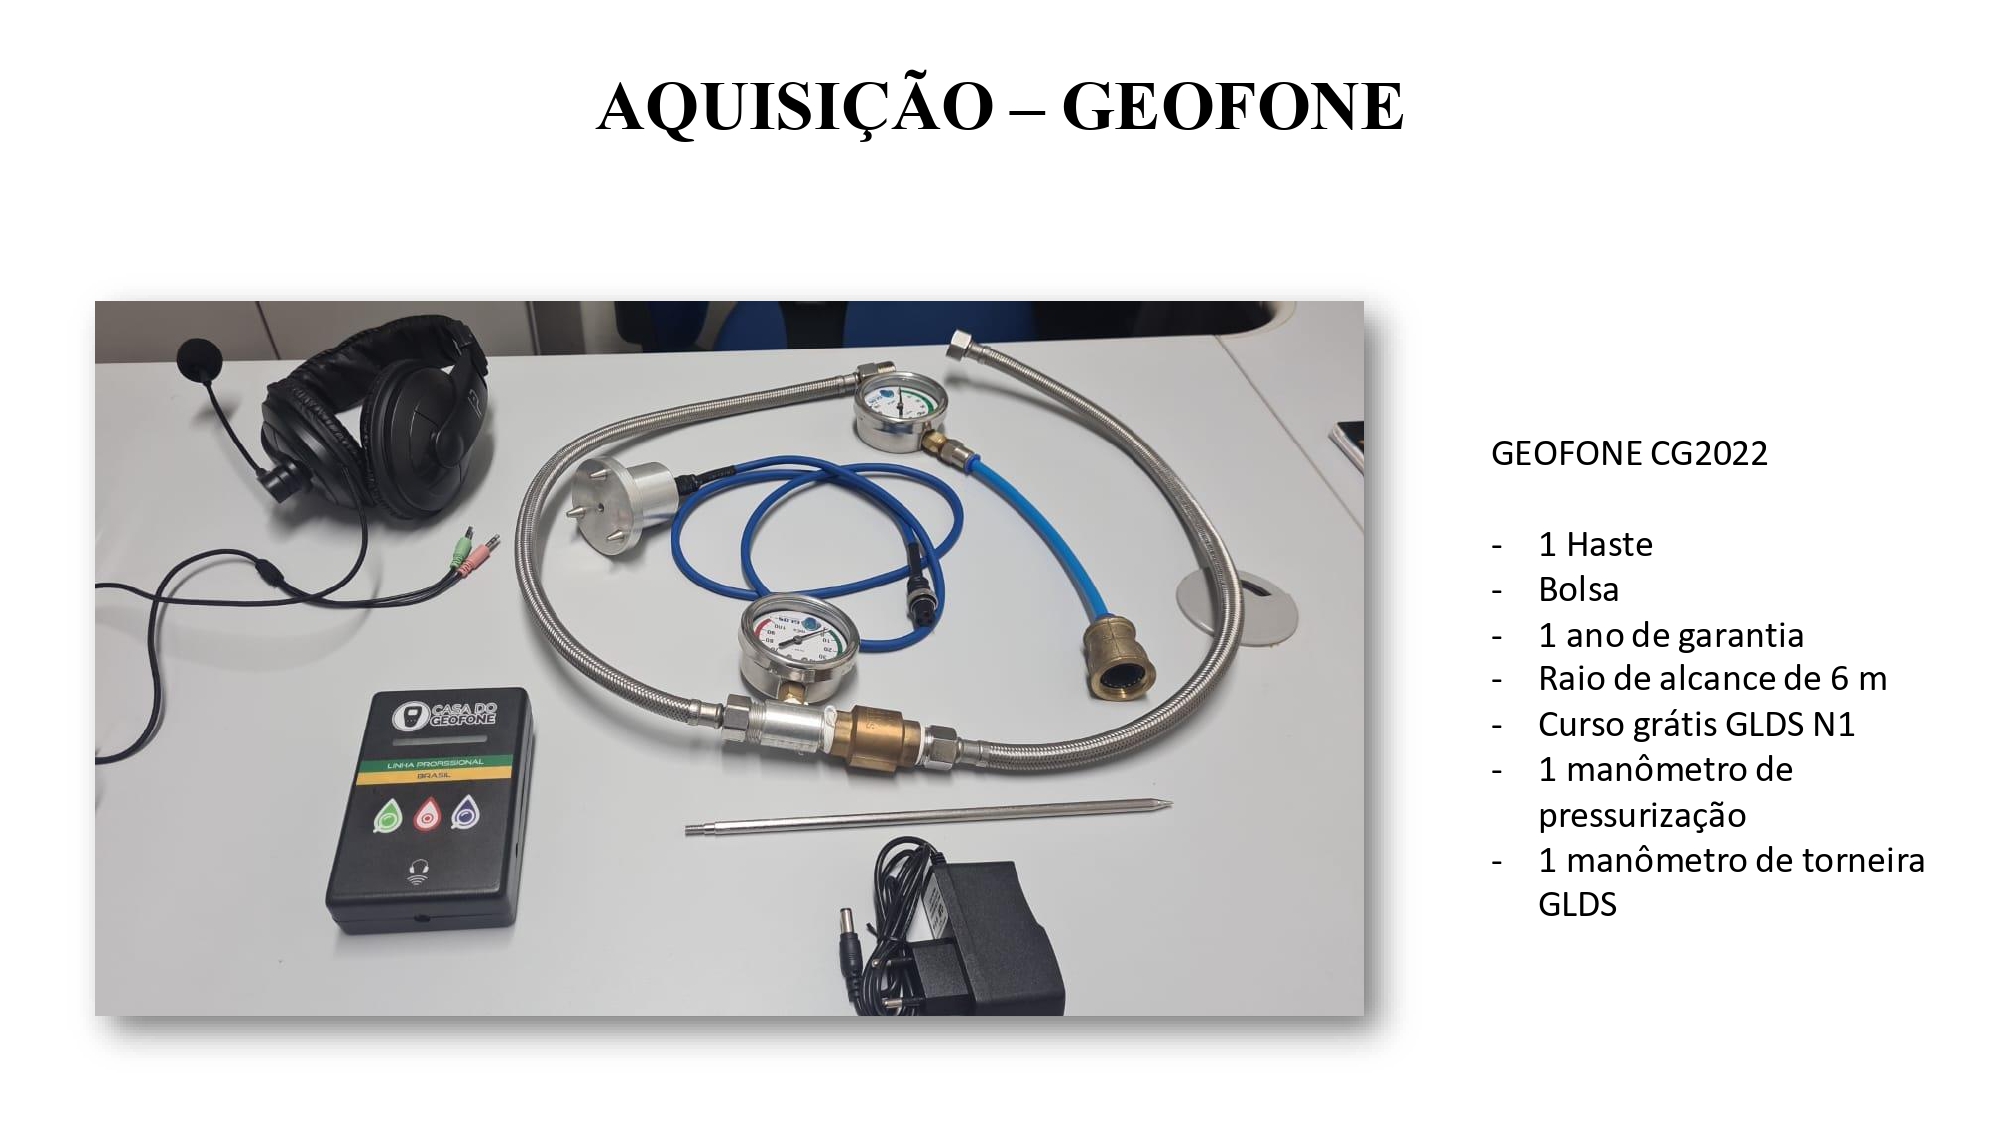 AQUISIÇÃO – GEOFONE
CASA DO
GEOFONE
LINHA PROFISSIONAL
BRASIL
GLDS
GEOFONE CG2022
- 1 Haste
- Bolsa
- 1 ano de garantia
- Raio de alcance de 6 m
- Curso grátis GLDS N1
- 1 manômetro de
pressurização
- 1 manômetro de torneira
GLDS